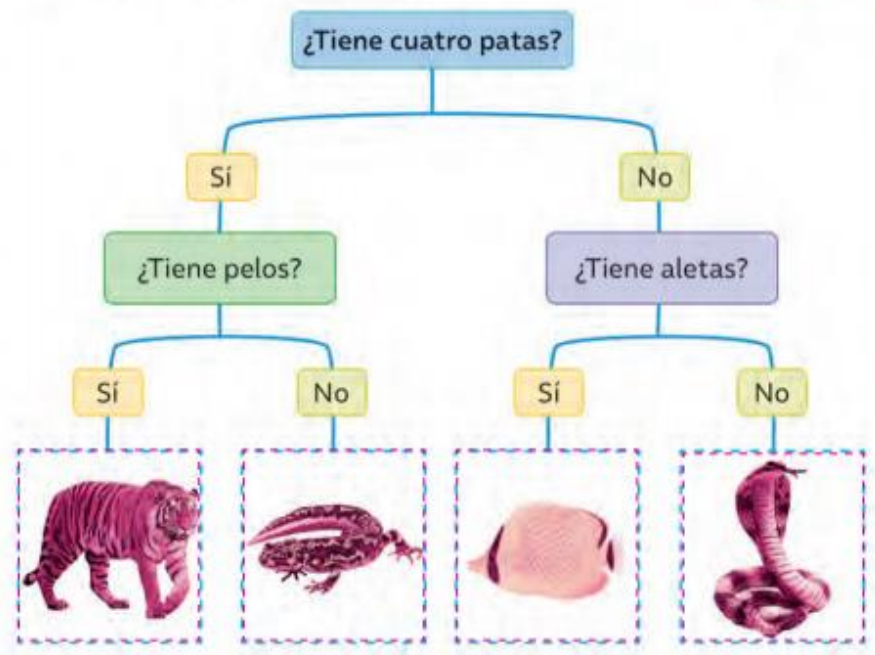 ¿Tiene cuatro patas?
Sí
No
¿Tiene pelos?
¿Tiene aletas?
Sí
No
Sí
No